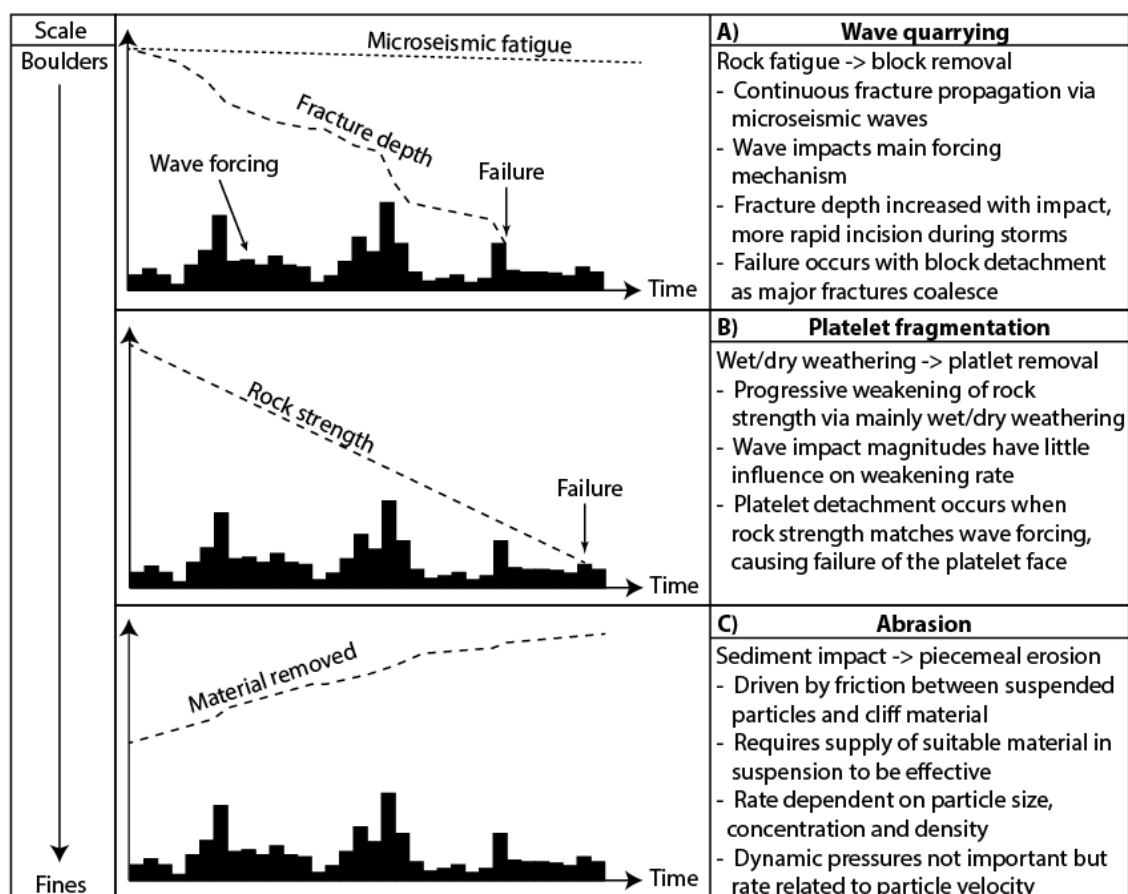 Scale
Boulders
Fines
Microseismic fatigue
Fracture depth
Wave forcing
Failure
Time
A) Wave quarrying
Rock fatigue -> block removal
- Continuous fracture propagation via
microseismic waves
- Wave impacts main forcing
mechanism
- Fracture depth increased with impact,
more rapid incision during storms
- Failure occurs with block detachment
as major fractures coalesce
Rock strength
Failure
Time
B) Platelet fragmentation
Wet/dry weathering -> platlet removal
- Progressive weakening of rock
strength via mainly wet/dry weathering
- Wave impact magnitudes have little
influence on weakening rate
- Platelet detachment occurs when
rock strength matches wave forcing,
causing failure of the platelet face
Material removed
Time
C) Abrasion
Sediment impact -> piecemeal erosion
- Driven by friction between suspended
particles and cliff material
- Requires supply of suitable material in
suspension to be effective
- Rate dependent on particle size,
concentration and density
- Dynamic pressures not important but
rate related to particle velocity